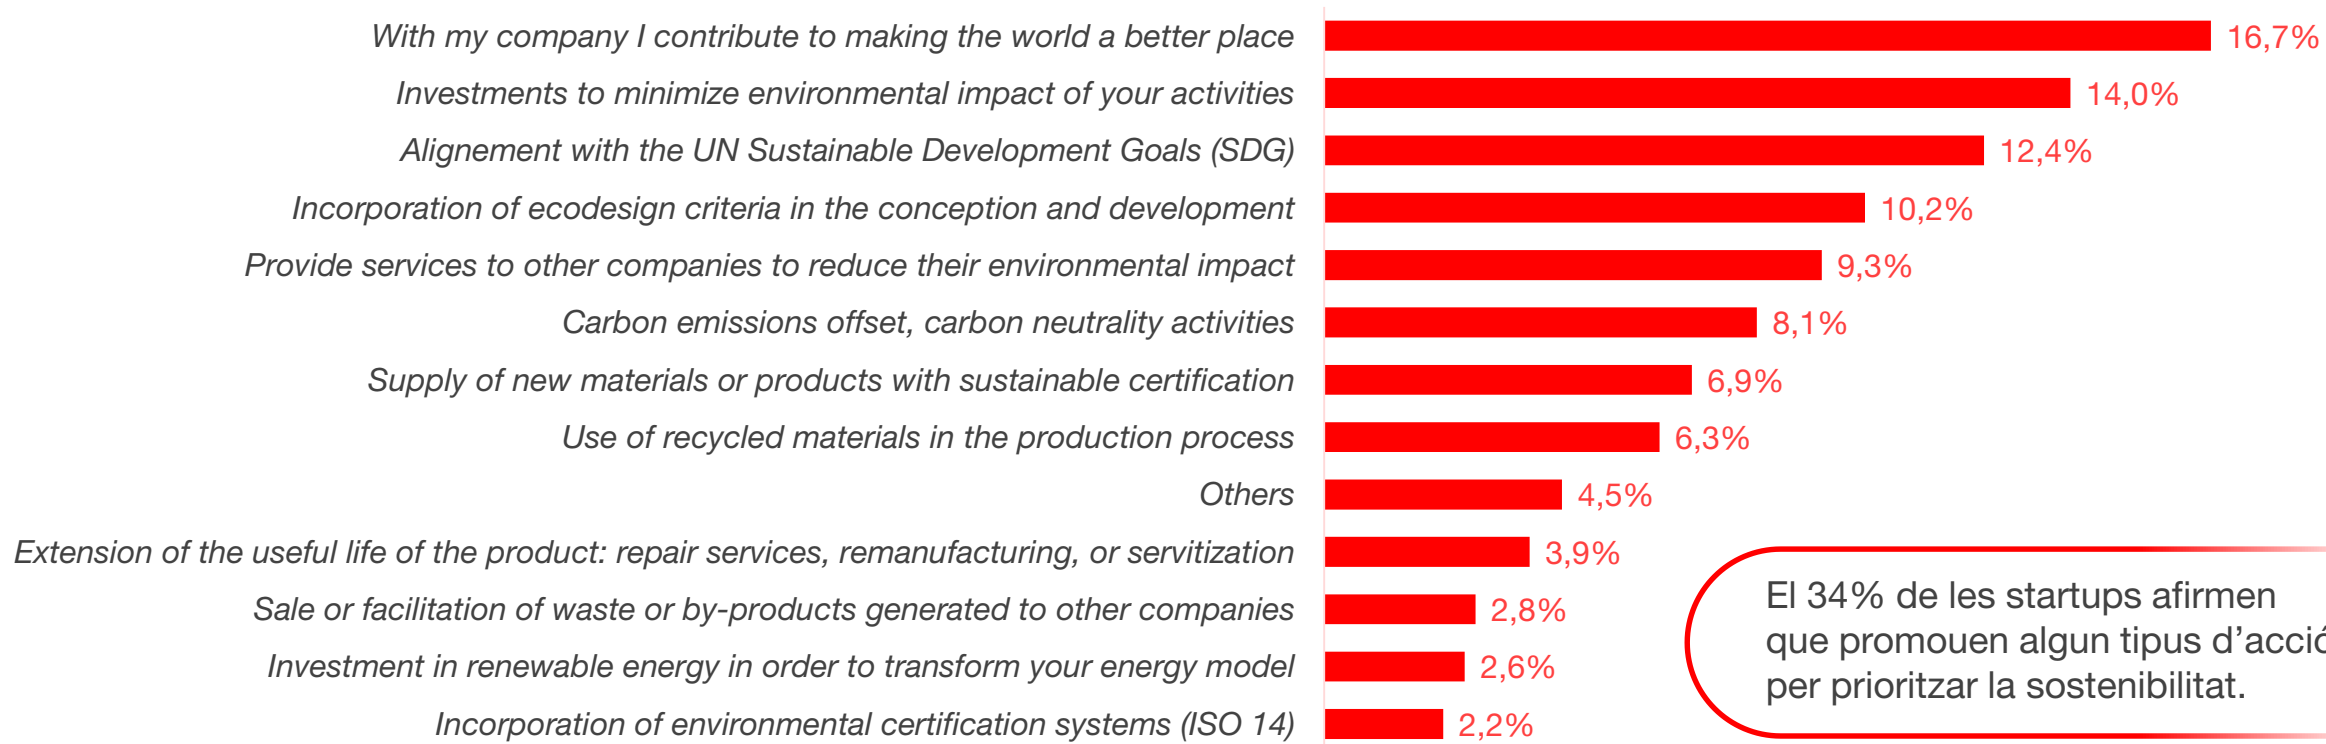 With my company I contribute to making the world a better place 16,7%
Investments to minimize environmental impact of your activities 14,0%
Alignement with the UN Sustainable Development Goals (SDG) 12,4%
Incorporation of ecodesign criteria in the conception and development 10,2%
Provide services to other companies to reduce their environmental impact 9,3%
Carbon emissions offset, carbon neutrality activities 8,1%
Supply of new materials or products with sustainable certification 6,9%
Use of recycled materials in the production process 6,3%
Others 4,5%
Extension of the useful life of the product: repair services, remanufacturing, or servitization 3,9%
Sale or facilitation of waste or by-products generated to other companies 2,8%
Investment in renewable energy in order to transform your energy model 2,6%
Incorporation of environmental certification systems (ISO 14) 2,2%
El 34% de les startups afirmen
que promouen algun tipus d’acció
per prioritzar la sostenibilitat.